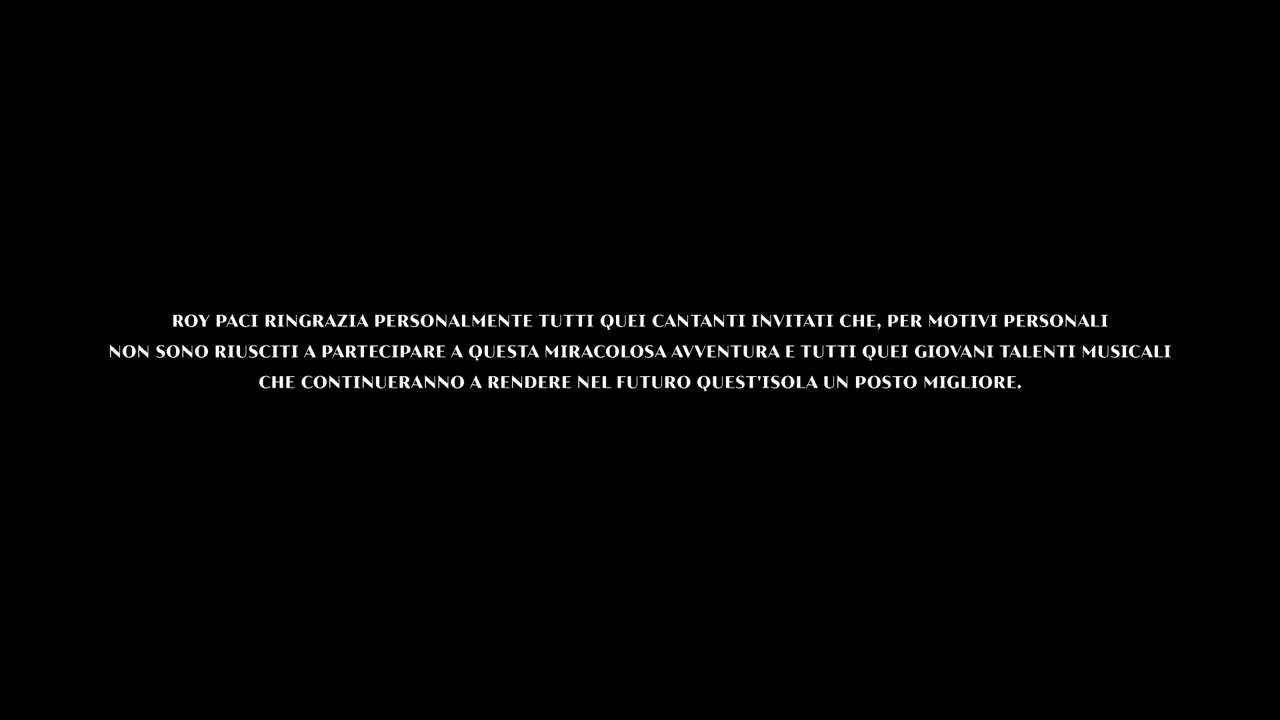 ROY PACI RINGRAZIA PERSONALMENTE TUTTI QUEI CANTANTI INVITATI CHE, PER MOTIVI PERSONALI
NON SONO RIUSCITI A PARTECIPARE A QUESTA MIRACOLOSA AVVENTURA E TUTTI QUEI GIOVANI TALENTI MUSICALI
CHE CONTINUERANNO A RENDERE NEL FUTURO QUEST'ISOLA UN POSTO MIGLIORE.